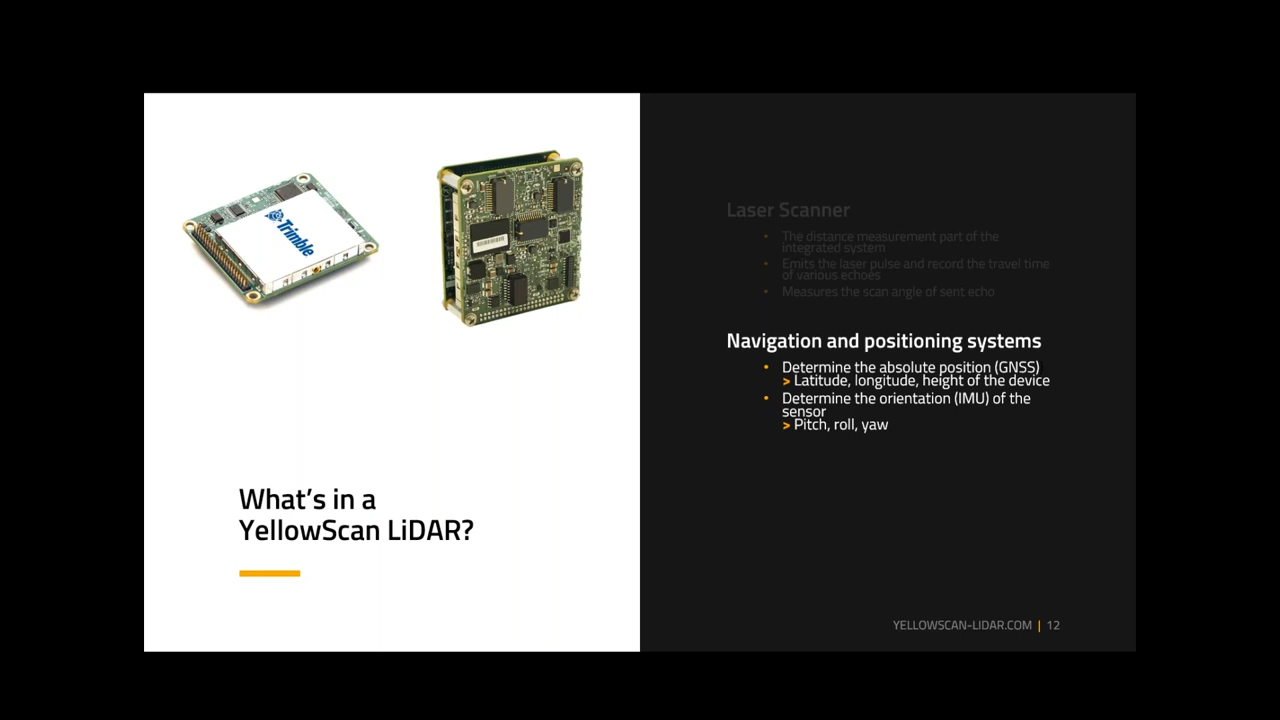 Trimble
What's in a
YellowScan LiDAR?
Laser Scanner
• The distance measurement part of the
integrated system
• Emits the laser pulse and record the travel time
of various echoes
• Measures the scan angle of sent echo
Navigation and positioning systems
• Determine the absolute position (GNSS)
> Latitude, longitude, height of the device
• Determine the orientation (IMU) of the
sensor
> Pitch, roll, yaw
YELLOWSCAN-LIDAR.COM | 12